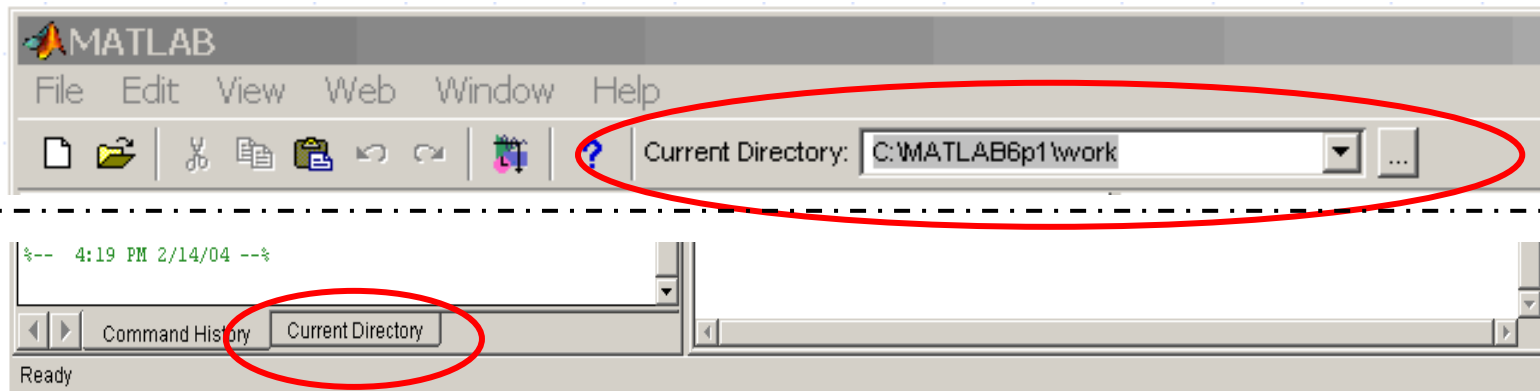 MATLAB
File Edit View Web Window Help
? Current Directory: C:\MATLAB6p1\work ...
%-- 4:19 PM 2/14/04 --%
Command History Current Directory
Ready